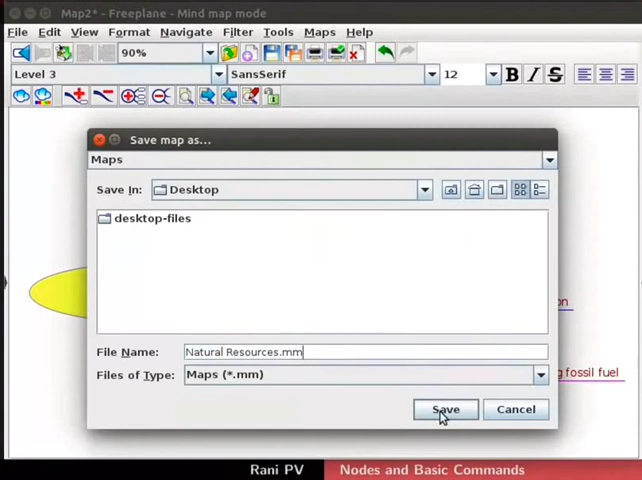 Map2* - Freeplane - Mind map mode
File Edit View Format Navigate Filter Tools Maps Help
90%
Level 3 SansSerif 12 B I S
Save map as...
Maps
Save In: Desktop
desktop-files
on
File Name: Natural Resources.mm
g fossil fuel
Files of Type: Maps (*.mm)
Save Cancel
Rani PV Nodes and Basic Commands